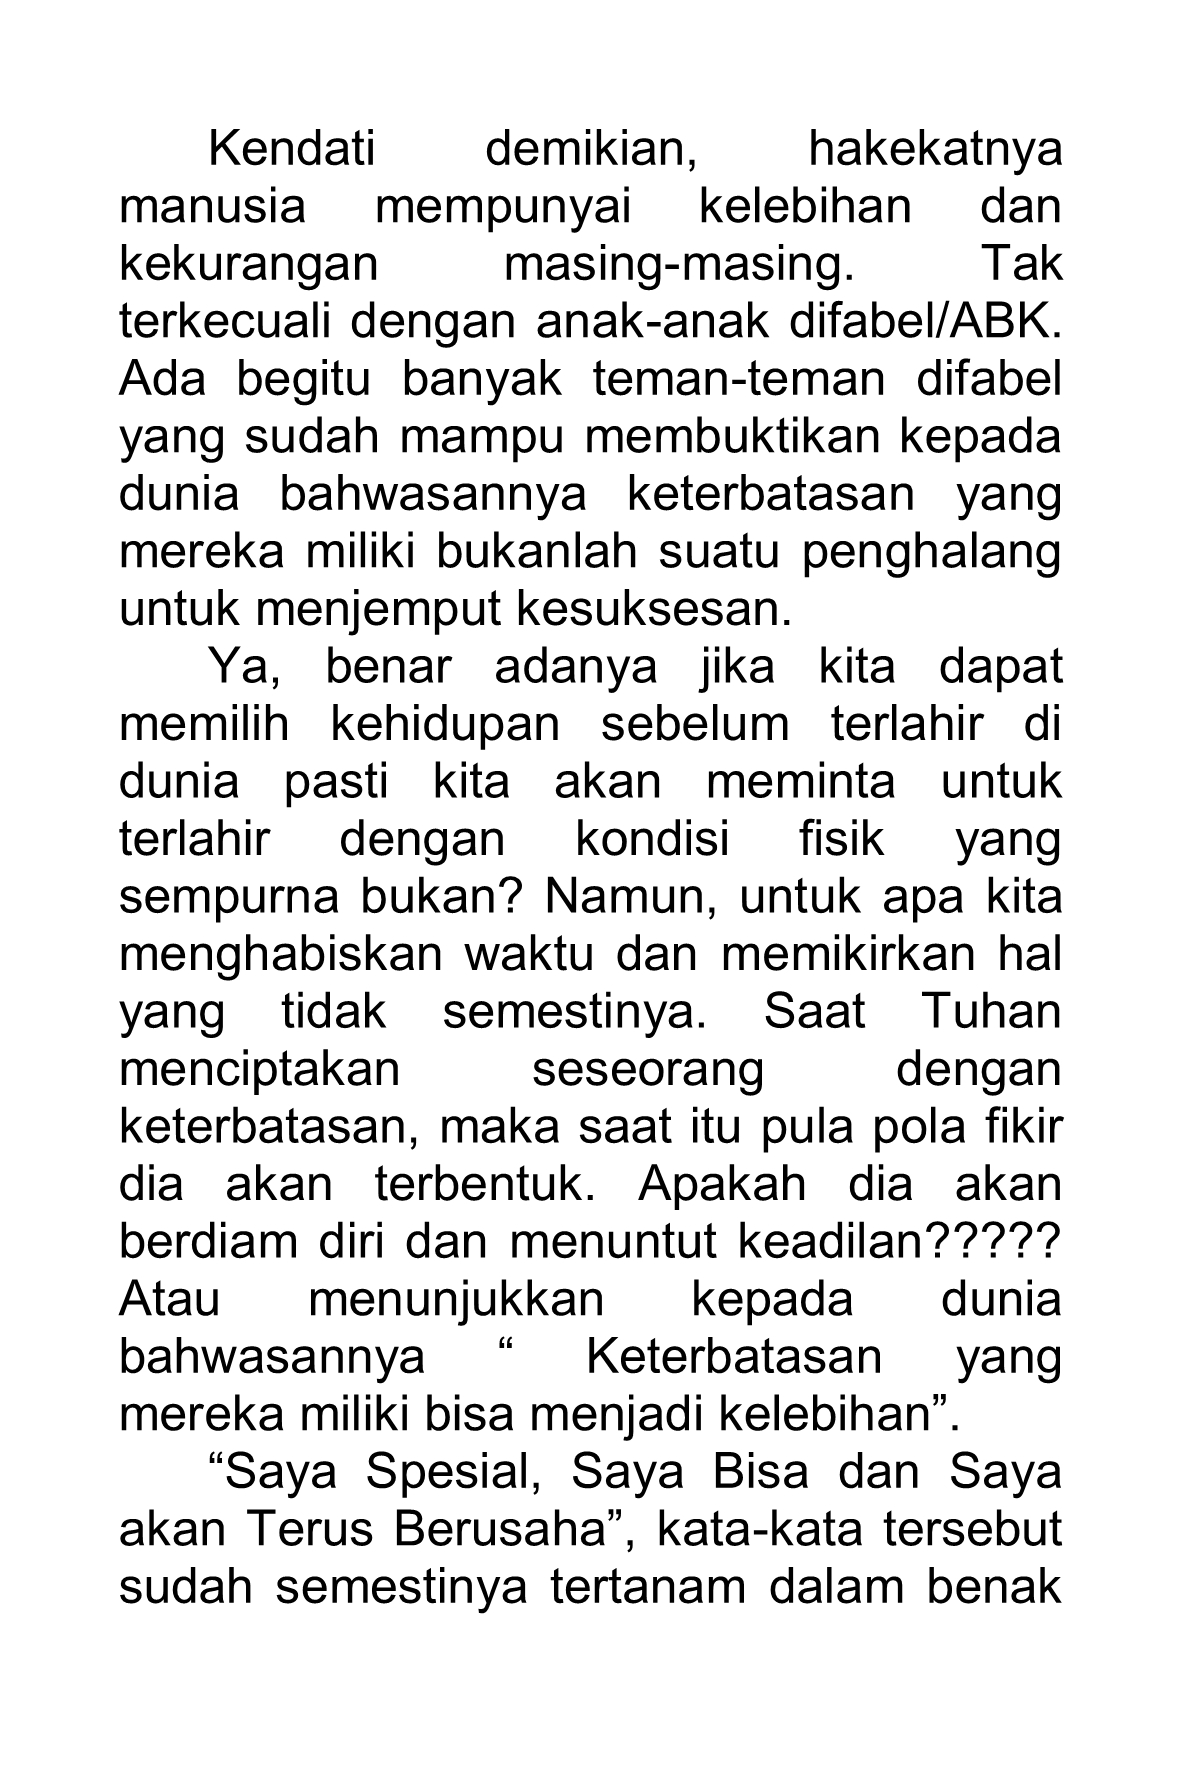 Kendati demikian, hakekatnya
manusia mempunyai kelebihan dan
kekurangan masing-masing. Tak
terkecuali dengan anak-anak difabel/ABK.
Ada begitu banyak teman-teman difabel
yang sudah mampu membuktikan kepada
dunia bahwasannya keterbatasan yang
mereka miliki bukanlah suatu penghalang
untuk menjemput kesuksesan.
Ya, benar adanya jika kita dapat
memilih kehidupan sebelum terlahir di
dunia pasti kita akan meminta untuk
terlahir dengan kondisi fisik yang
sempurna bukan? Namun, untuk apa kita
menghabiskan waktu dan memikirkan hal
yang tidak semestinya. Saat Tuhan
menciptakan seseorang dengan
keterbatasan, maka saat itu pula pola fikir
dia akan terbentuk. Apakah dia akan
berdiam diri dan menuntut keadilan?????
Atau menunjukkan kepada dunia
bahwasannya “ Keterbatasan yang
mereka miliki bisa menjadi kelebihan”.
“Saya Spesial, Saya Bisa dan Saya
akan Terus Berusaha”, kata-kata tersebut
sudah semestinya tertanam dalam benak